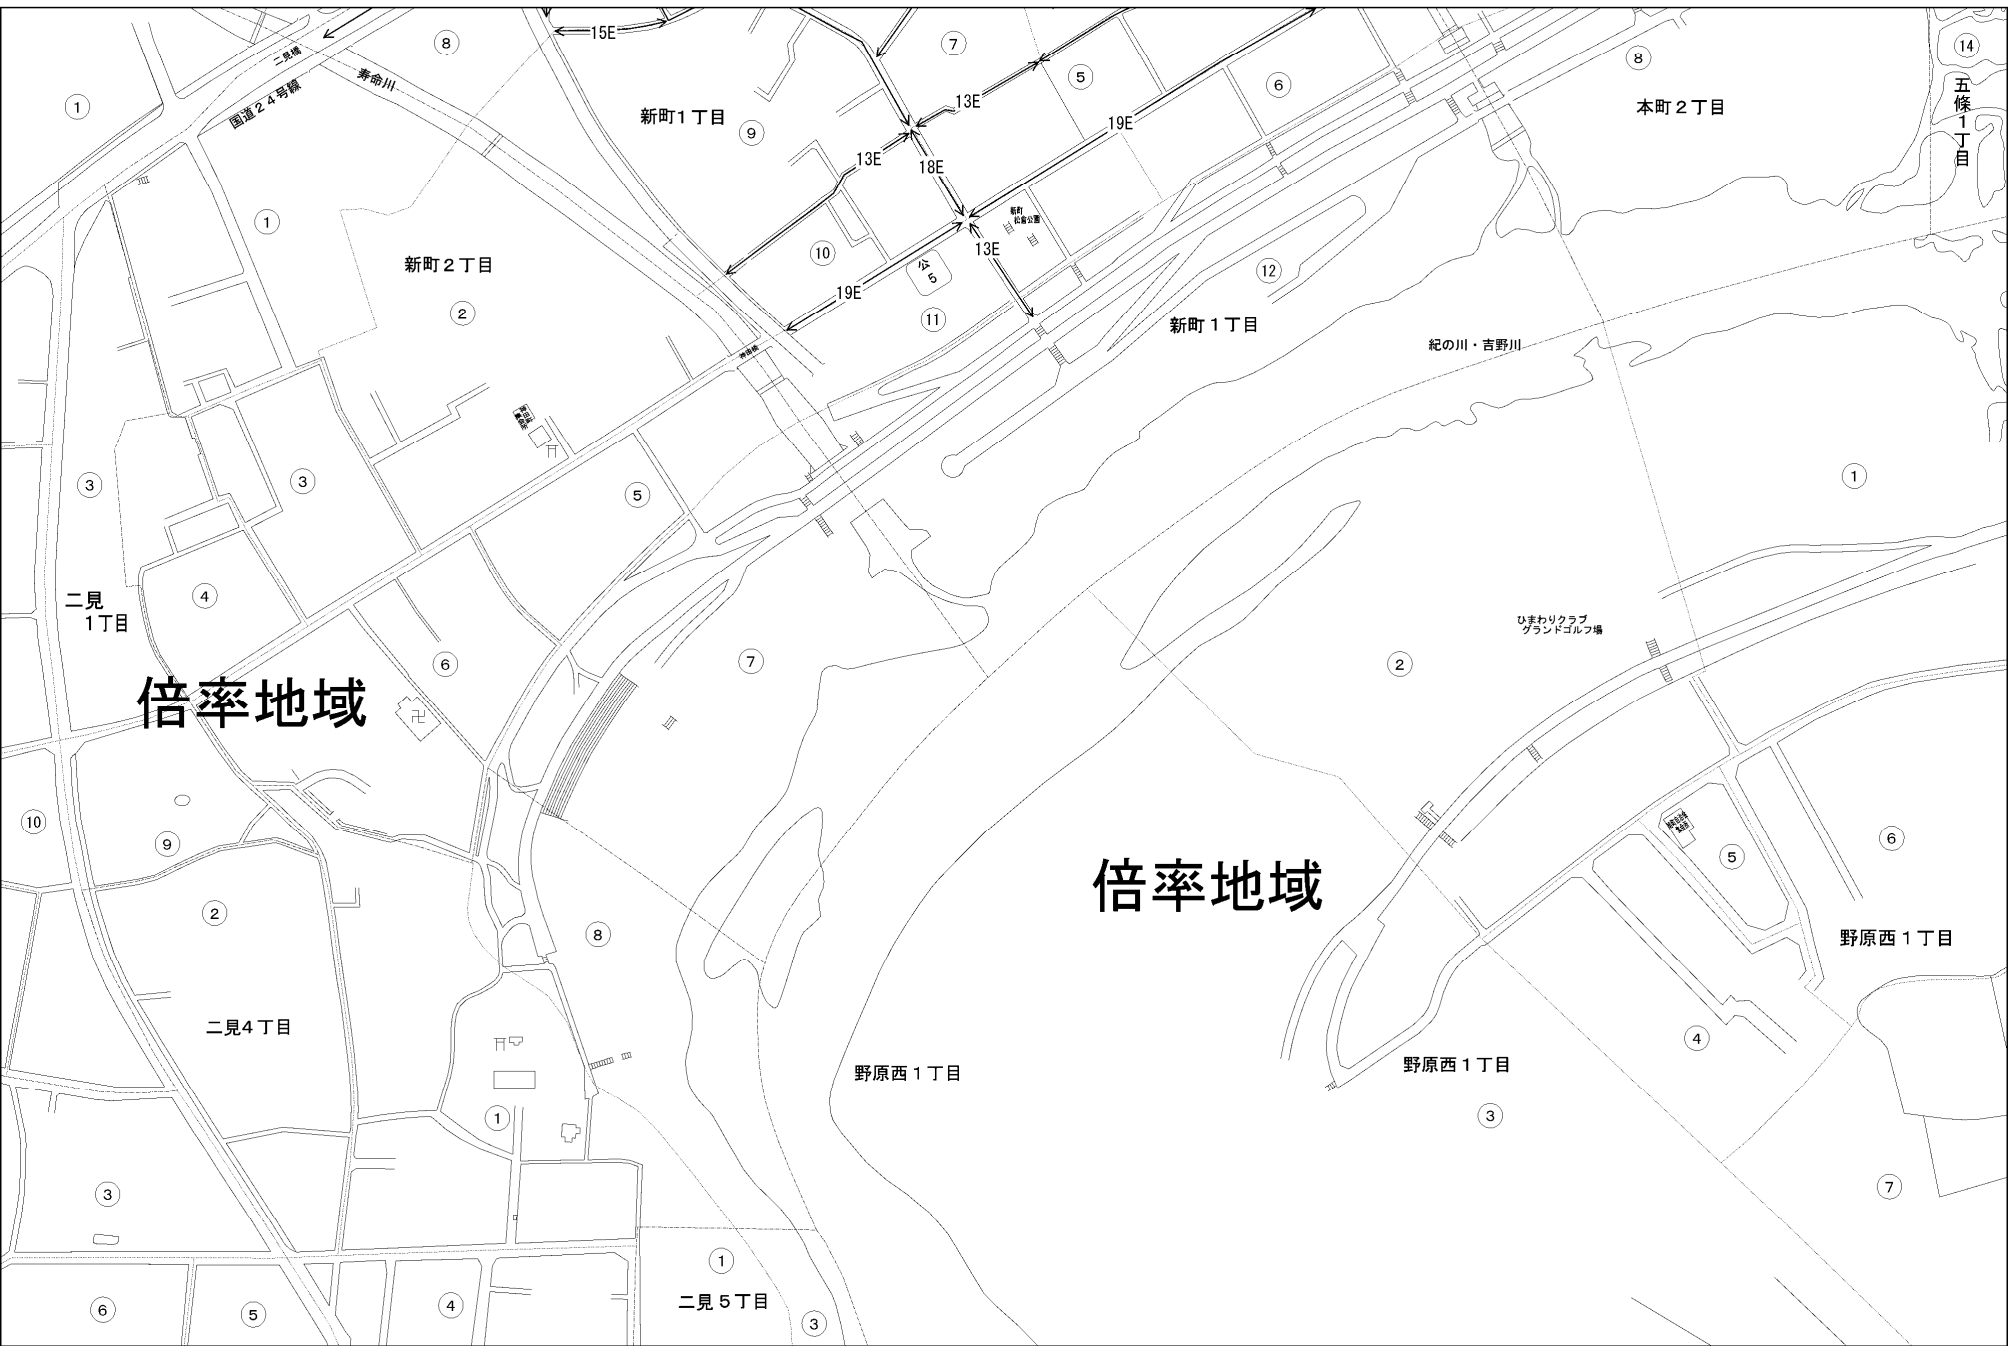 15E
二見橋
国道24号線
寿命川
8
1
新町1丁目
9
7
5
13E
6
19E
8
本町2丁目
14
五條1丁目
13E
18E
1
新町2丁目
2
10
19E
公
5
11
新町
松倉公園
13E
12
新町1丁目
紀の川・吉野川
3
3
4
5
6
二見
1丁目
倍率地域
7
1
ひまわりクラブ
グランドゴルフ場
2
10
9
2
8
倍率地域
5
6
野原西1丁目
二見4丁目
野原西1丁目
野原西1丁目
4
3
1
3
7
6
5
4
1
二見5丁目
3